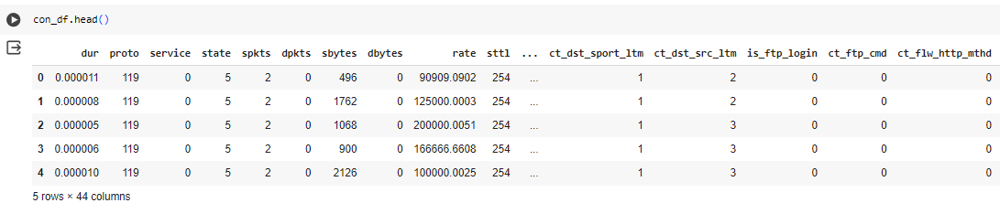 con_df.head()
dur proto service state spkts dpkts sbytes dbytes rate sttl ... ct_dst_sport_ltm ct_dst_src_ltm is_ftp_login ct_ftp_cmd ct_flw_http_mthd
0 0.000011 119 0 5 2 0 496 0 90909.0902 254 ... 1 2 0 0 0
1 0.000008 119 0 5 2 0 1762 0 125000.0003 254 ... 1 2 0 0 0
2 0.000005 119 0 5 2 0 1068 0 200000.0051 254 ... 1 3 0 0 0
3 0.000006 119 0 5 2 0 900 0 166666.6608 254 ... 1 3 0 0 0
4 0.000010 119 0 5 2 0 2126 0 100000.0025 254 ... 1 3 0 0 0
5 rows × 44 columns